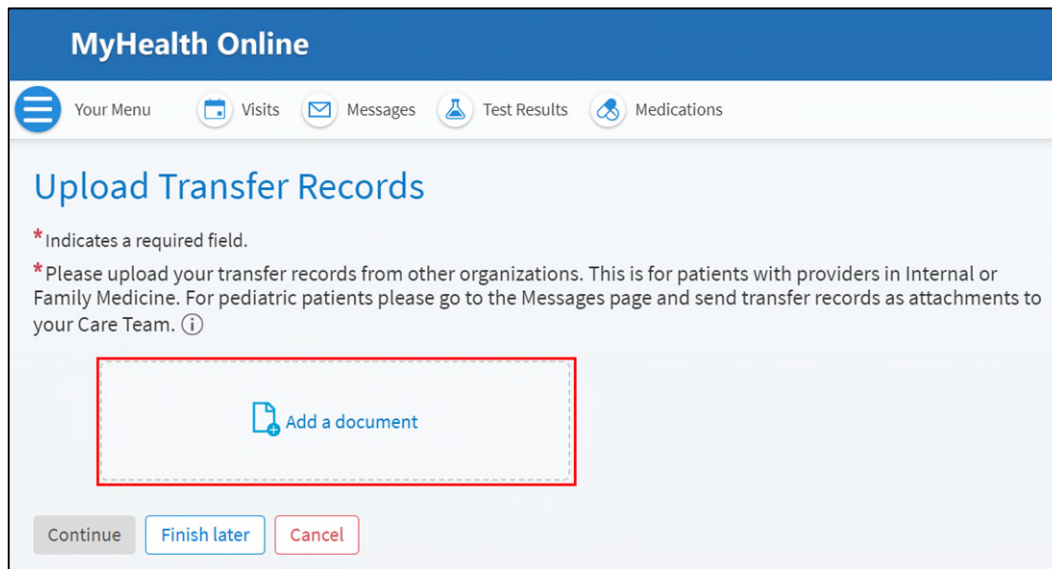 MyHealth Online
Your Menu Visits Messages Test Results Medications
Upload Transfer Records
*Indicates a required field.
*Please upload your transfer records from other organizations. This is for patients with providers in Internal or
Family Medicine. For pediatric patients please go to the Messages page and send transfer records as attachments to
your Care Team. i
Add a document
Continue Finish later Cancel